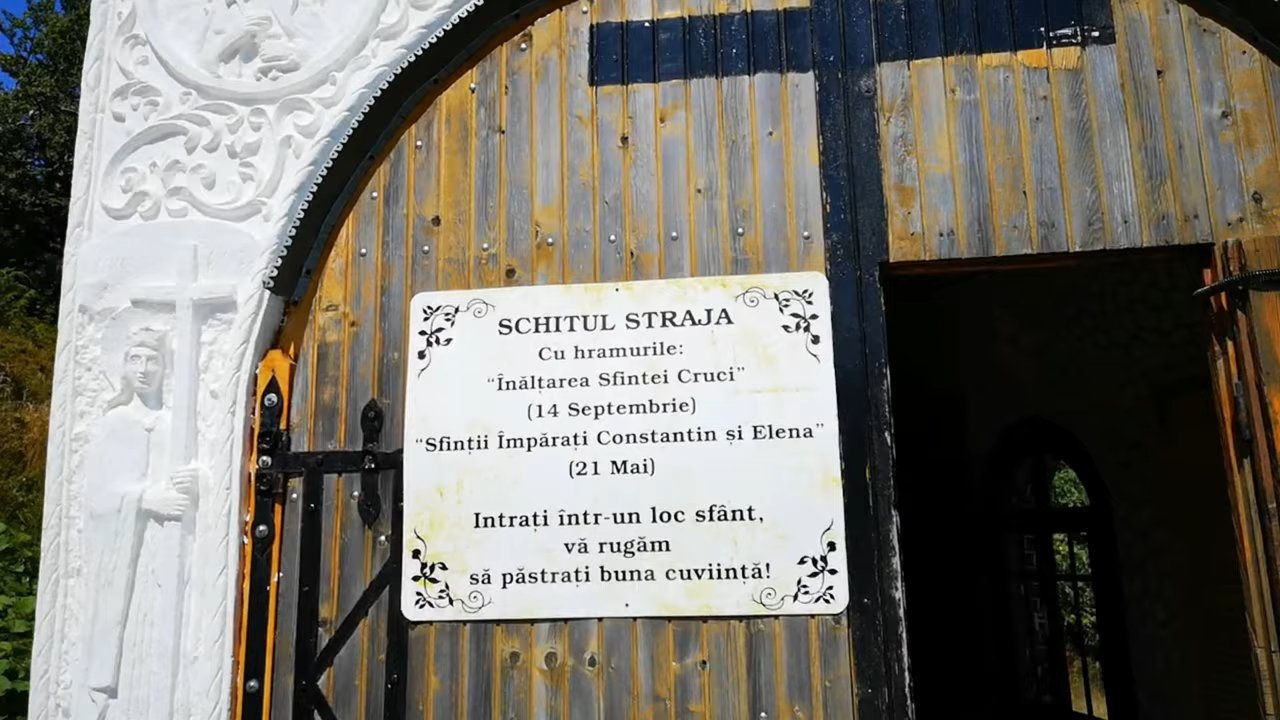 SCHITUL STRAJA
Cu hramurile:
“Înălțarea Sfintei Cruci”
(14 Septembrie)
“Sfinții Împărați Constantin și Elena”
(21 Mai)
Intrați într-un loc sfânt,
vă rugăm
să păstrați buna cuviință!